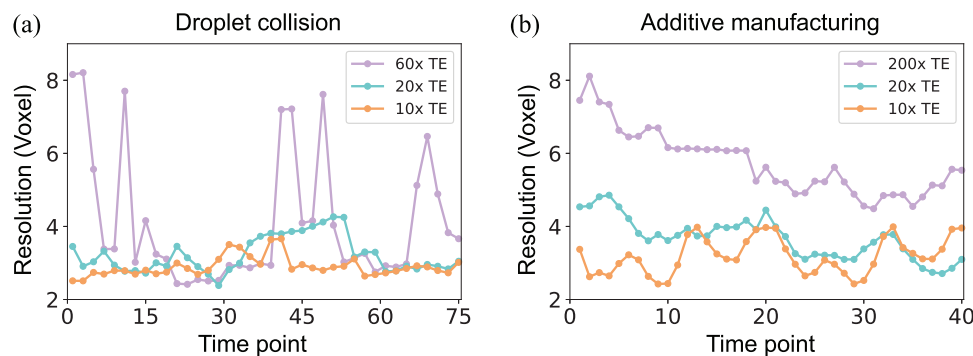 (a)
Droplet collision
60x TE
20x TE
10x TE
Resolution (Voxel)
8
6
4
2
0 15 30 45 60 75
Time point
(b)
Additive manufacturing
200x TE
20x TE
10x TE
Resolution (Voxel)
8
6
4
2
0 10 20 30 40
Time point